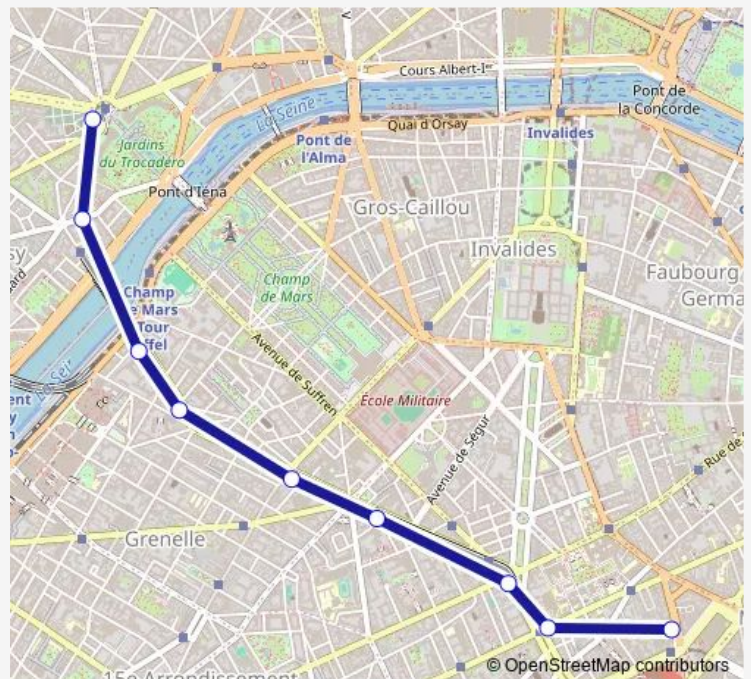 Cours Albert-Iᵉʳ
La Seine
Pont de
la Concorde
Quai d'Orsay
Jardins
du Trocadéro
Pont de
l'Alma
Invalides
Pont d'Iéna
Gros-Caillou
Invalides
Faubourg
Germa
Champ
de Mars
Champ
e Mars
Tour
ffel
Avenue de Suffren
École Militaire
Avenue de Ségur
Rue de
Grenelle
15e Arrondissement
© OpenStreetMap contributors